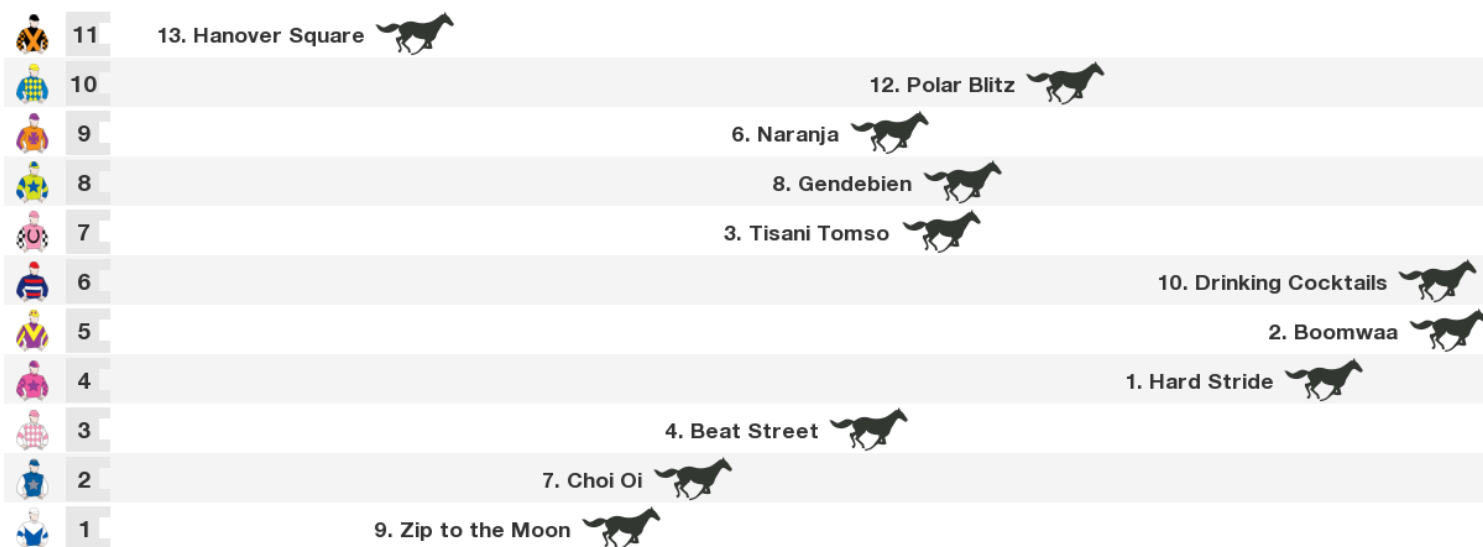 11 13. Hanover Square
10 12. Polar Blitz
9 6. Naranja
8 8. Gendebien
7 3. Tisani Tomso
6 10. Drinking Cocktails
5 2. Boomwaa
4 1. Hard Stride
3 4. Beat Street
2 7. Choi Oi
1 9. Zip to the Moon